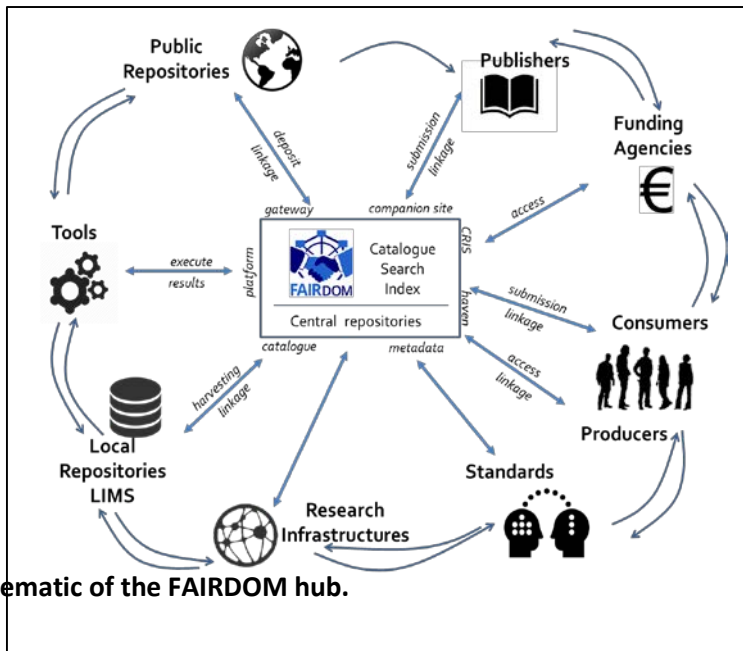 Public
Repositories
Publishers
Funding
Agencies
€
deposit
linkage
submission
linkage
access
gateway
companion site
Tools
execute
results
platform
FAIRDOM
Catalogue
Search
Index
Central repositories
CRIS
haven
catalogue
metadata
submission
linkage
Consumers
access
linkage
Producers
harvesting
linkage
Local
Repositories
LIMS
Research
Infrastructures
Standards
ematic of the FAIRDOM hub.